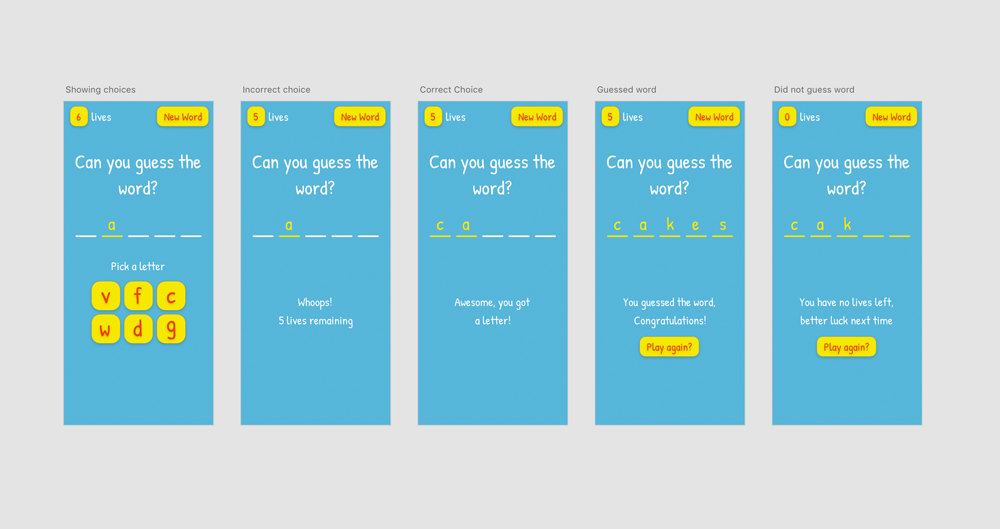 Showing choices
6 lives New Word
Can you guess the
word?
a
Pick a letter
v f c
w d g
Incorrect choice
5 lives New Word
Can you guess the
word?
a
Whoops!
5 lives remaining
Correct Choice
5 lives New Word
Can you guess the
word?
c a
Awesome, you got
a letter!
Guessed word
5 lives New Word
Can you guess the
word?
c a k e s
You guessed the word,
Congratulations!
Play again?
Did not guess word
0 lives New Word
Can you guess the
word?
c a k
You have no lives left,
better luck next time
Play again?